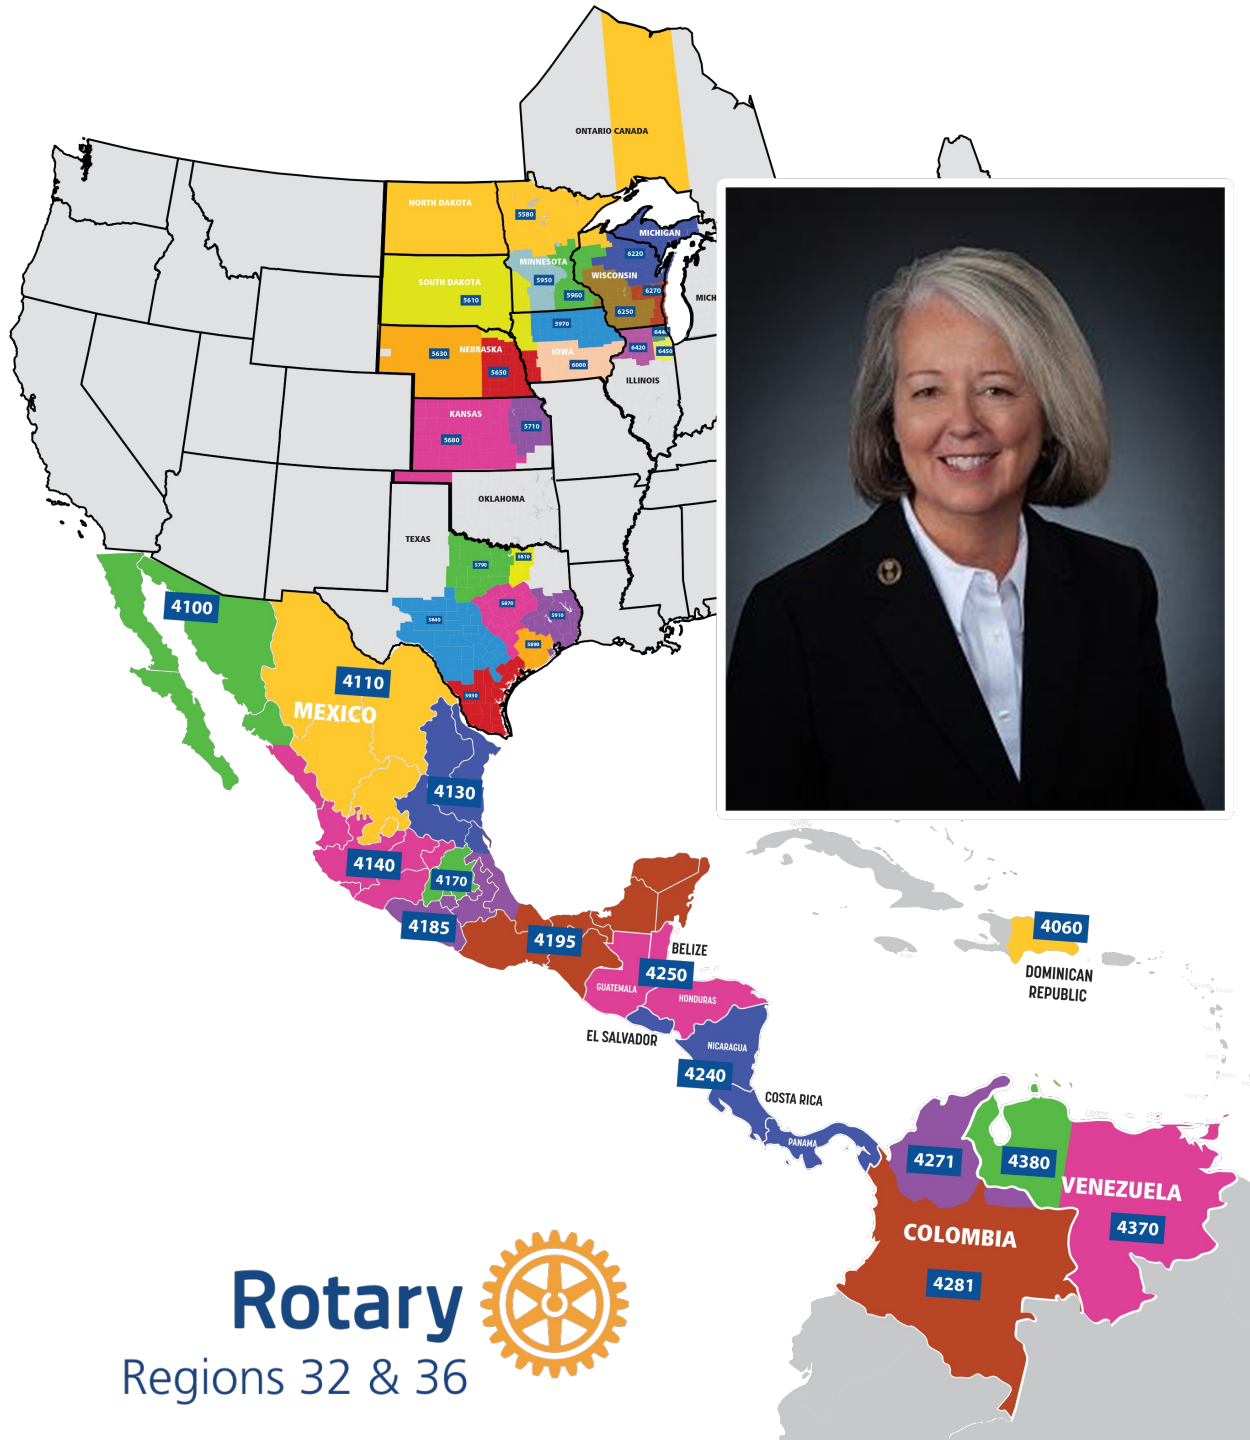 ONTARIO CANADA
NORTH DAKOTA
5580
MICHIGAN
6220
MINNESOTA
5950
WISCONSIN
SOUTH DAKOTA
5610
5960
6270
MICH
6250
5970
NEBRASKA
5630
5650
IOWA
6000
6420
6450
ILLINOIS
KANSAS
5680
5710
OKLAHOMA
TEXAS
5790
5810
5870
5840
5910
5890
5930
4100
4110
MEXICO
4130
4140
4170
4185
4195
BELIZE
4250
GUATEMALA
HONDURAS
EL SALVADOR
NICARAGUA
4240
COSTA RICA
PANAMA
4060
DOMINICAN
REPUBLIC
4271
4380
VENEZUELA
4370
COLOMBIA
4281
Rotary
Regions 32 & 36